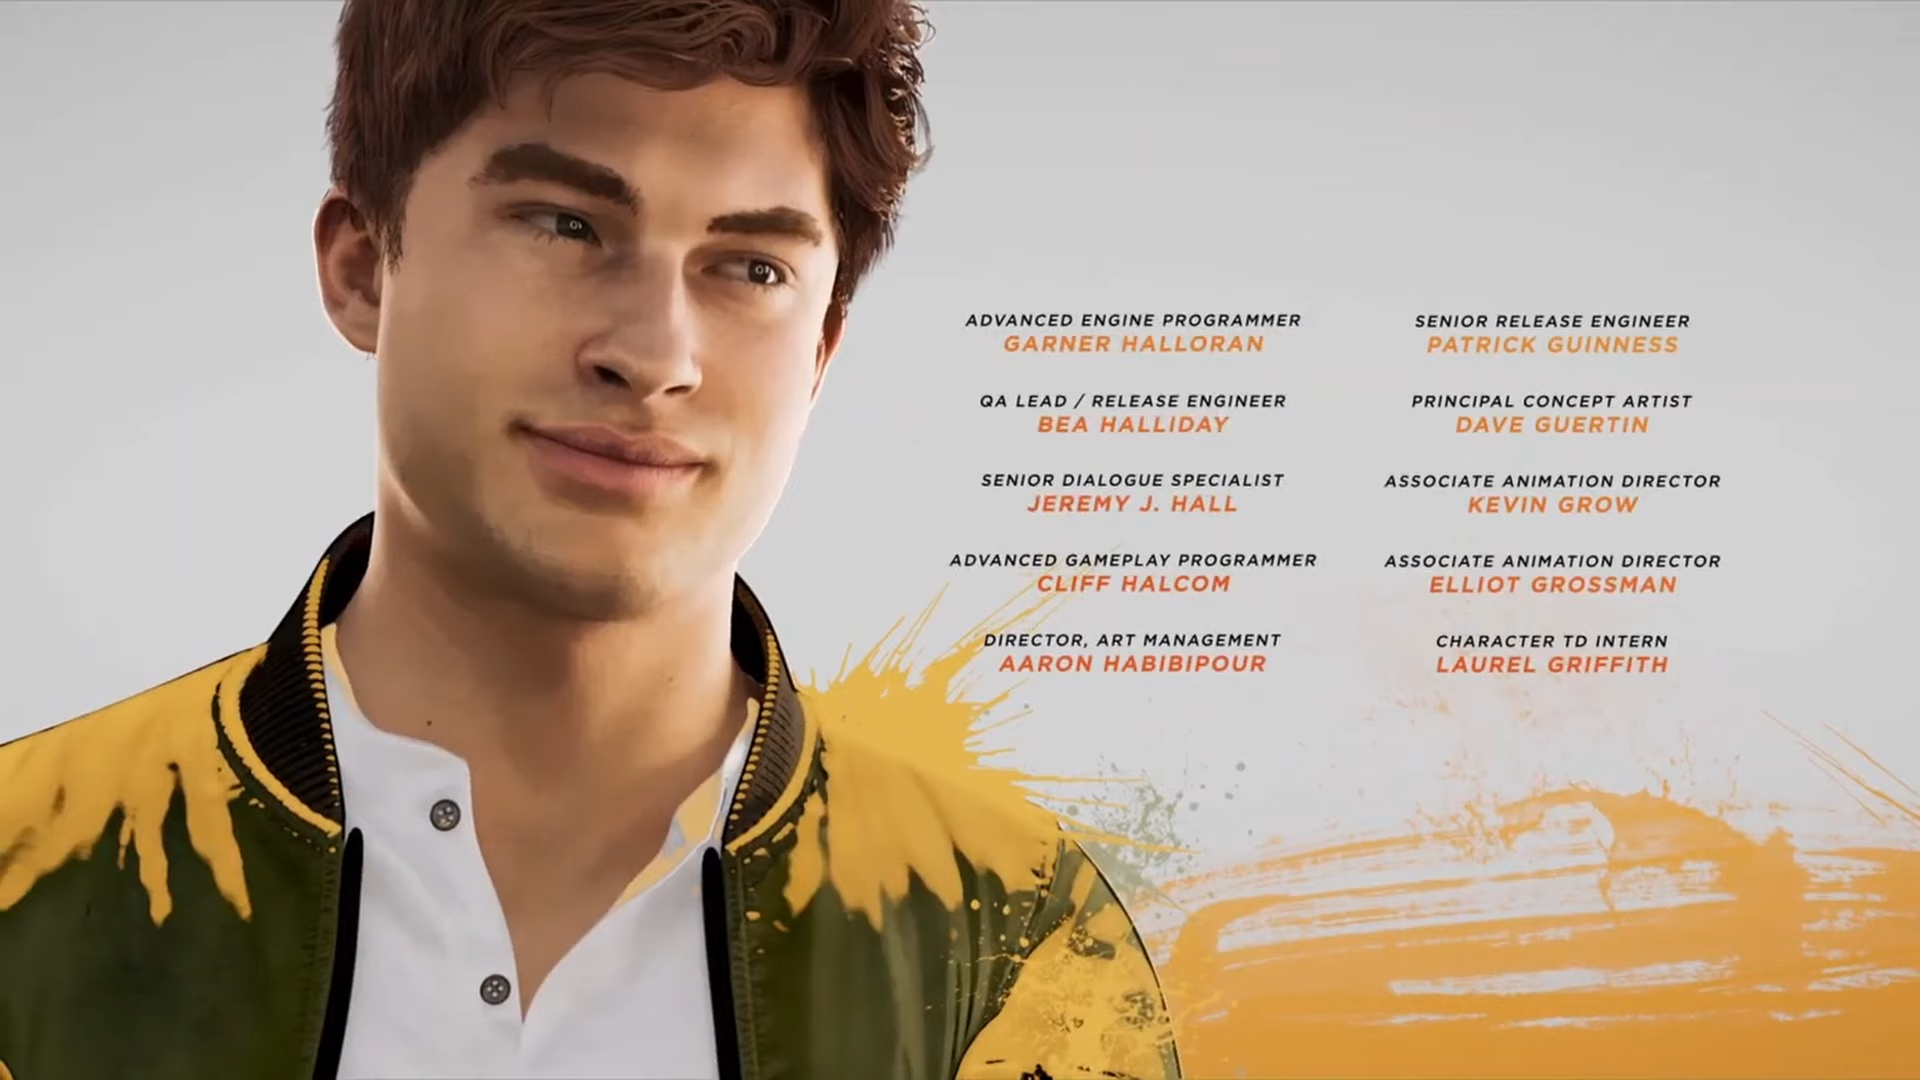 ADVANCED ENGINE PROGRAMMER
GARNER HALLORAN
QA LEAD / RELEASE ENGINEER
BEA HALLIDAY
SENIOR DIALOGUE SPECIALIST
JEREMY J. HALL
ADVANCED GAMEPLAY PROGRAMMER
CLIFF HALCOM
DIRECTOR, ART MANAGEMENT
AARON HABIBIPOUR
SENIOR RELEASE ENGINEER
PATRICK GUINNESS
PRINCIPAL CONCEPT ARTIST
DAVE GUERTIN
ASSOCIATE ANIMATION DIRECTOR
KEVIN GROW
ASSOCIATE ANIMATION DIRECTOR
ELLIOT GROSSMAN
CHARACTER TD INTERN
LAUREL GRIFFITH